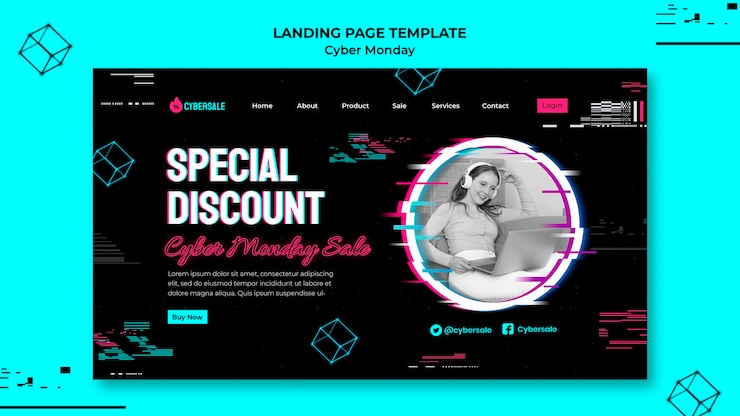 LANDING PAGE TEMPLATE
Cyber Monday
CYBERSALE
Home About Product Sale Services Contact Login
SPECIAL
DISCOUNT
Cyber Monday Sale
Lorem ipsum dolor sit amet, consectetur adipiscing
elit, sed do eiusmod tempor incididunt ut labore et
dolore magna aliqua. Quis ipsum suspendisse ul-
Buy Now
@cybersale Cybersale